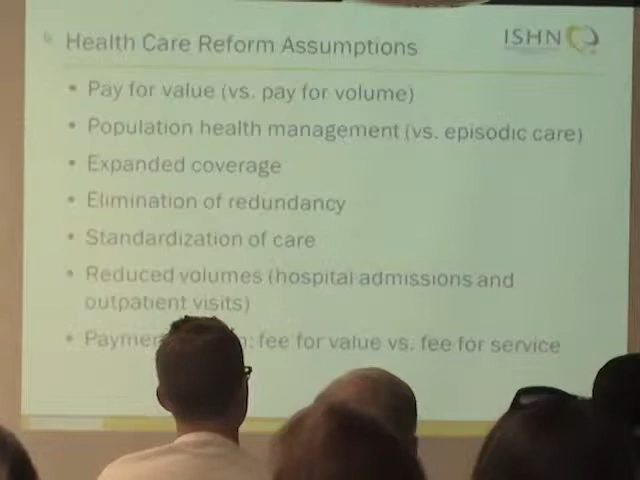 Health Care Reform Assumptions
ISHN
• Pay for value (vs. pay for volume)
• Population health management (vs. episodic care)
• Expanded coverage
• Elimination of redundancy
• Standardization of care
• Reduced volumes (hospital admissions and
outpatient visits)
• fee for value vs. fee for service